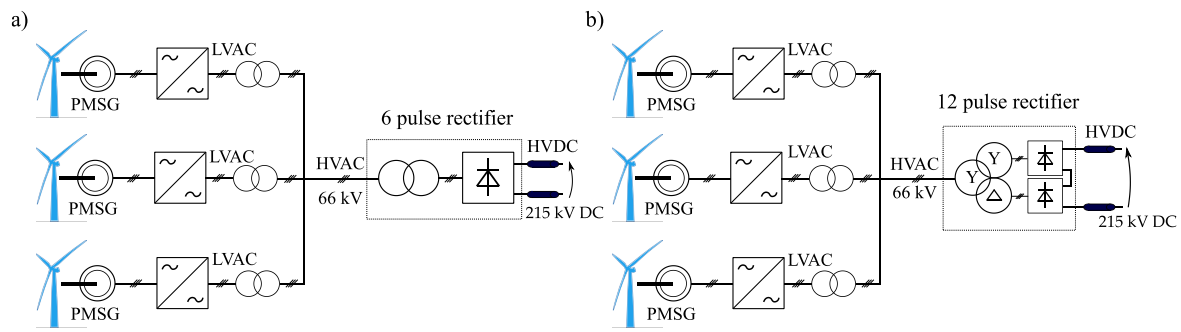 a)
LVAC
PMSG
6 pulse rectifier
LVAC
HVAC
HVDC
PMSG
66 kV
215 kV DC
LVAC
PMSG
b)
LVAC
PMSG
12 pulse rectifier
LVAC
HVAC
Y
HVDC
Y
PMSG
66 kV
Δ
215 kV DC
LVAC
PMSG